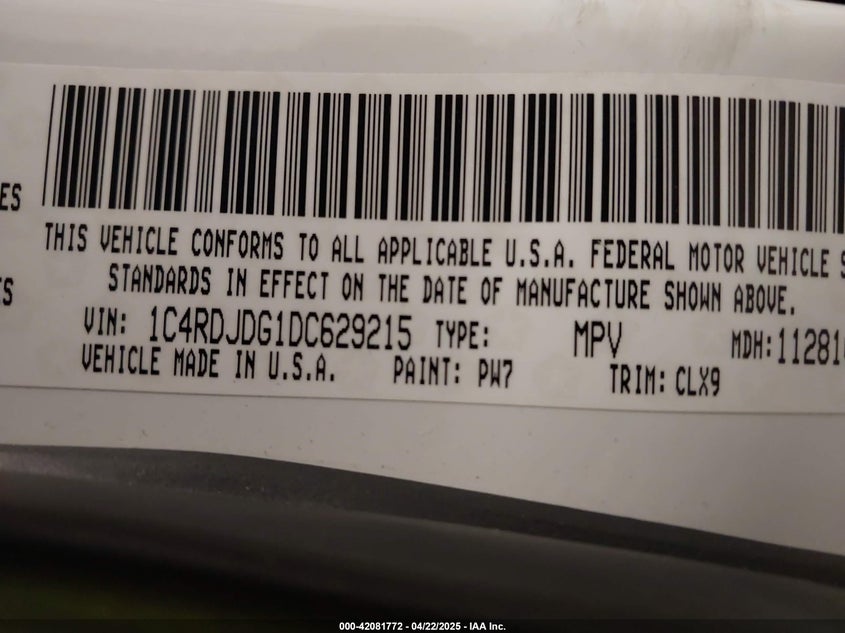 ES
THIS VEHICLE CONFORMS TO ALL APPLICABLE U.S.A. FEDERAL MOTOR VEHICLE S
TS
STANDARDS IN EFFECT ON THE DATE OF MANUFACTURE SHOWN ABOVE.
VIN: 1C4RDJDG1DC629215 TYPE: MPV MDH: 11281
VEHICLE MADE IN U.S.A. PAINT: PW7 TRIM: CLX9
000-42081772 - 04/22/2025 - IAA Inc.